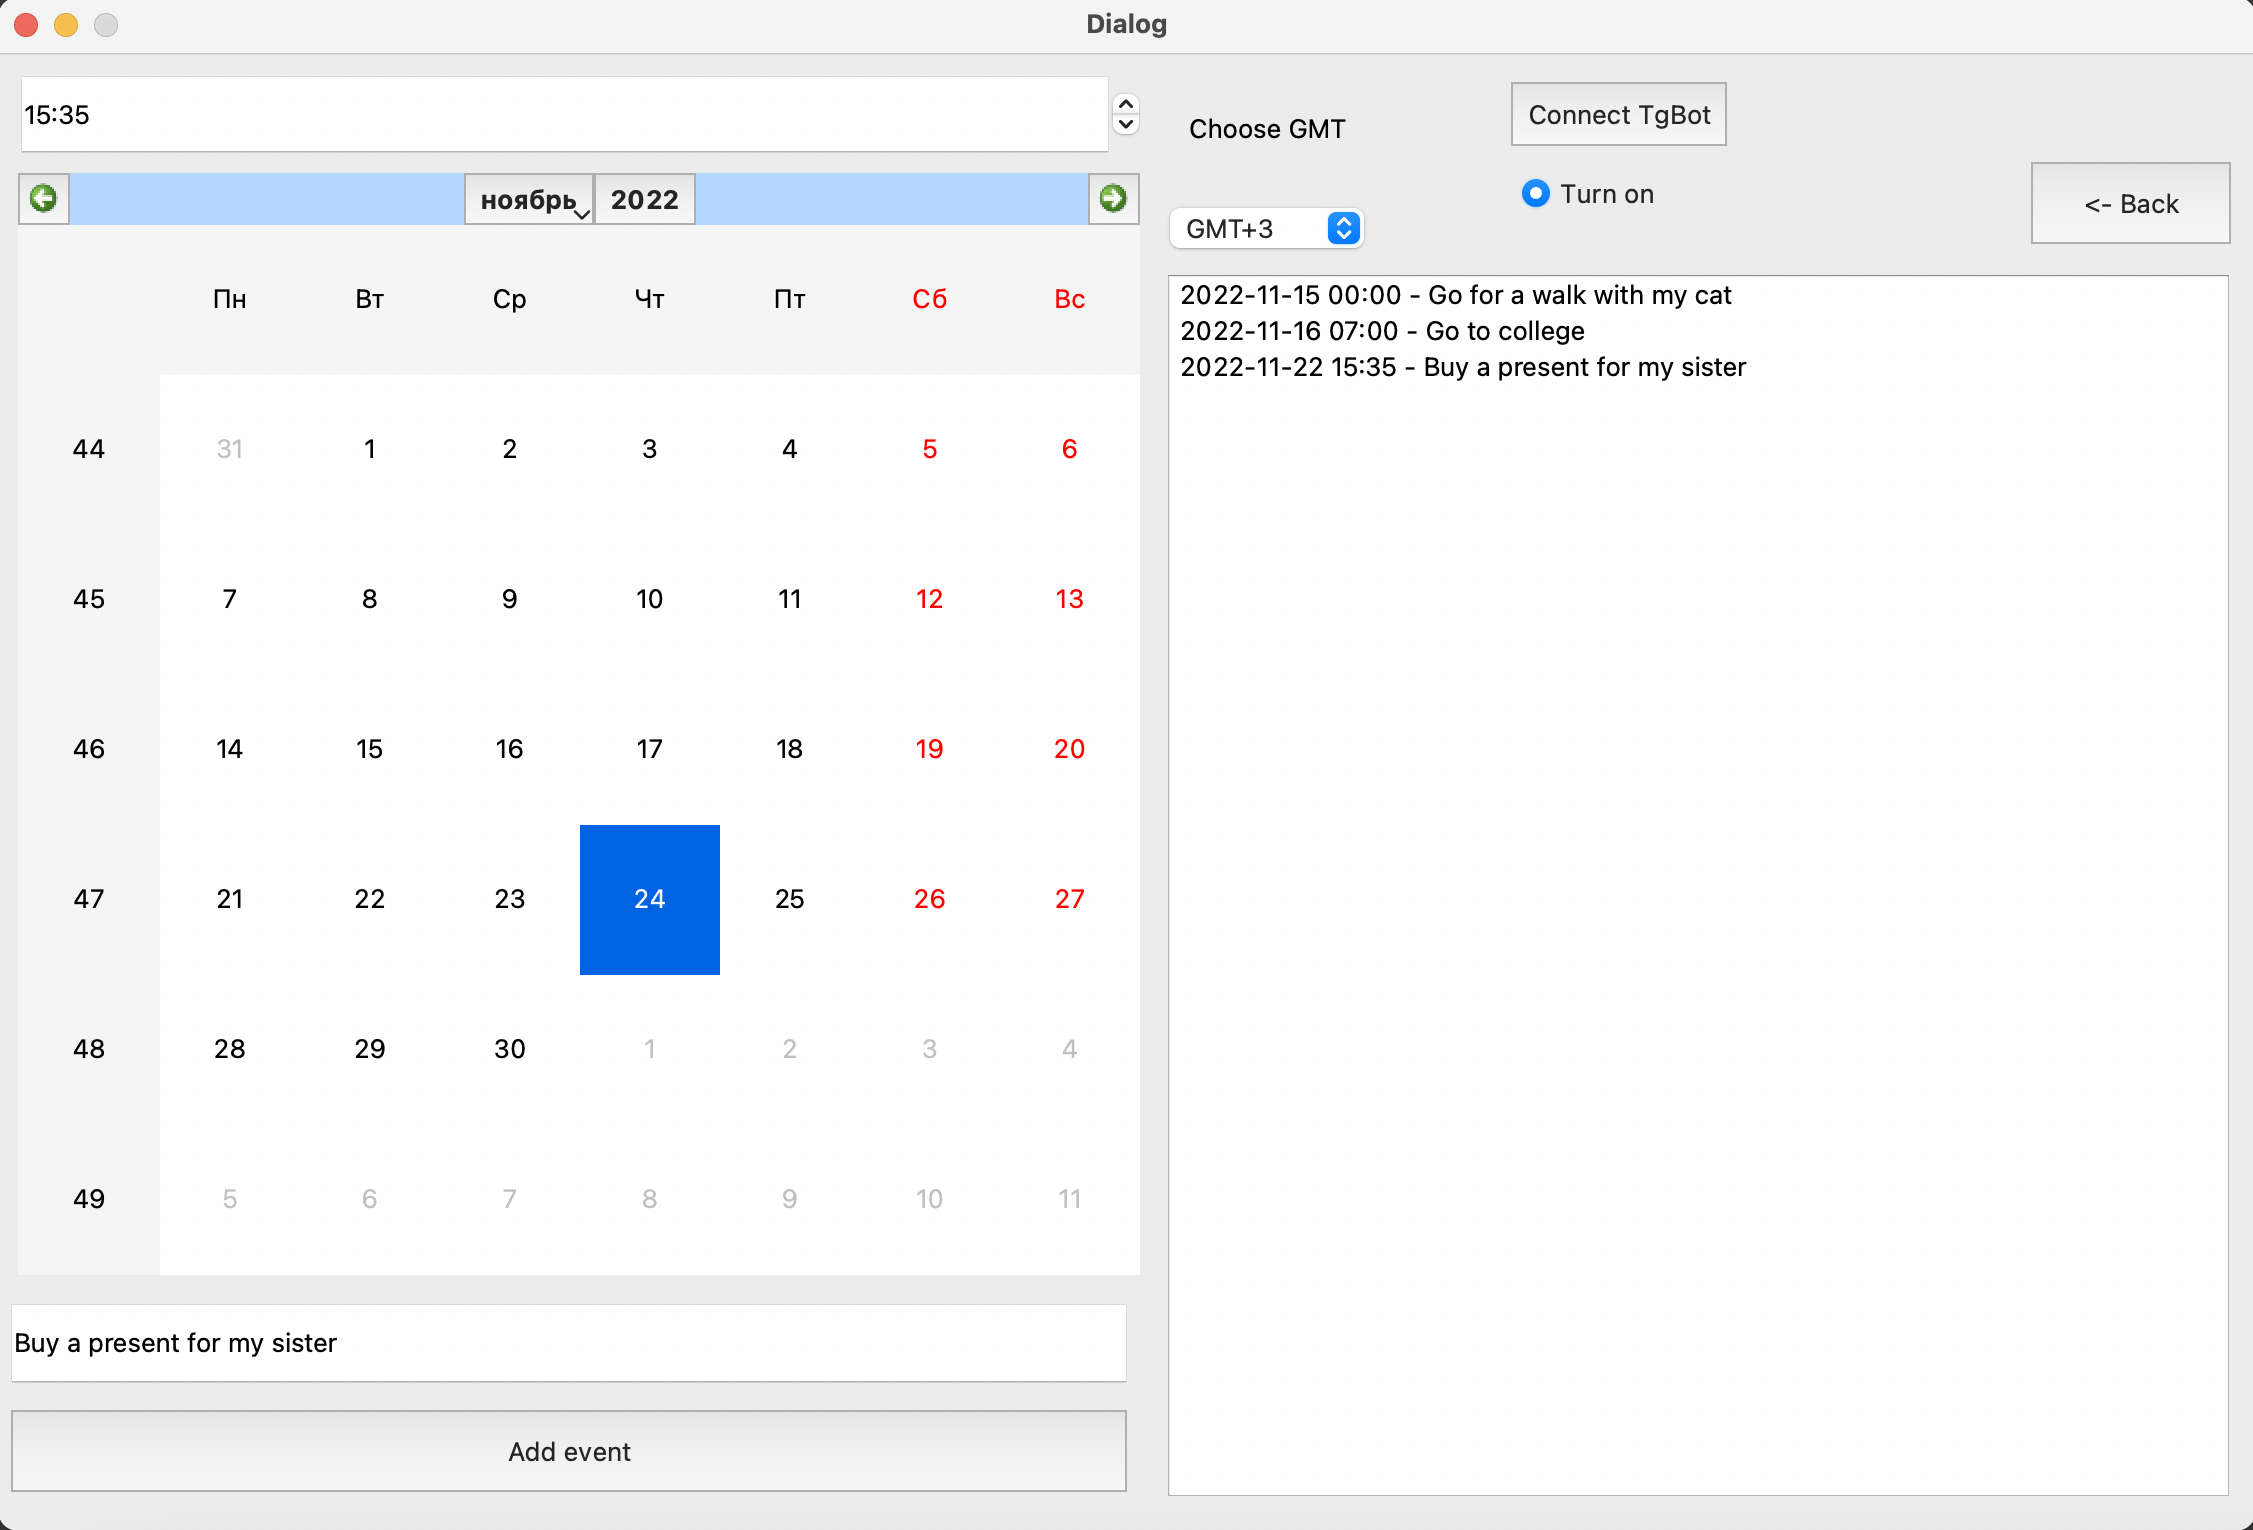 Dialog
15:35
ноябрь 2022
Пн Вт Ср Чт Пт Сб Вс
44 31 1 2 3 4 5 6
45 7 8 9 10 11 12 13
46 14 15 16 17 18 19 20
47 21 22 23 24 25 26 27
48 28 29 30 1 2 3 4
49 5 6 7 8 9 10 11
Buy a present for my sister
Add event
Choose GMT
GMT+3
Connect TgBot
Turn on
<- Back
2022-11-15 00:00 - Go for a walk with my cat
2022-11-16 07:00 - Go to college
2022-11-22 15:35 - Buy a present for my sister